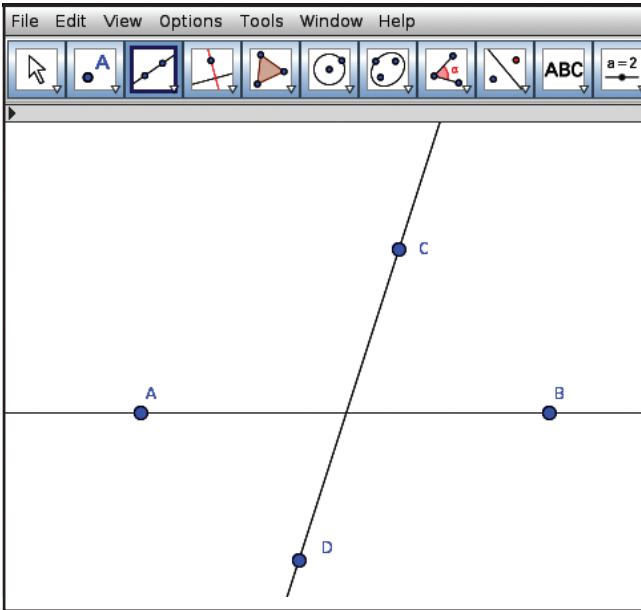 File Edit View Options Tools Window Help
A α ABC a=2
C
A B
D